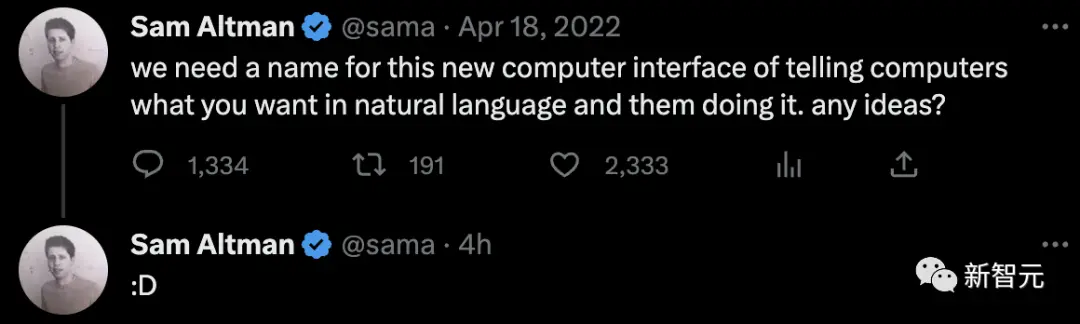 Sam Altman @sama · Apr 18, 2022
we need a name for this new computer interface of telling computers
what you want in natural language and them doing it. any ideas?
1,334 191 2,333
Sam Altman @sama · 4h
:D
新智元